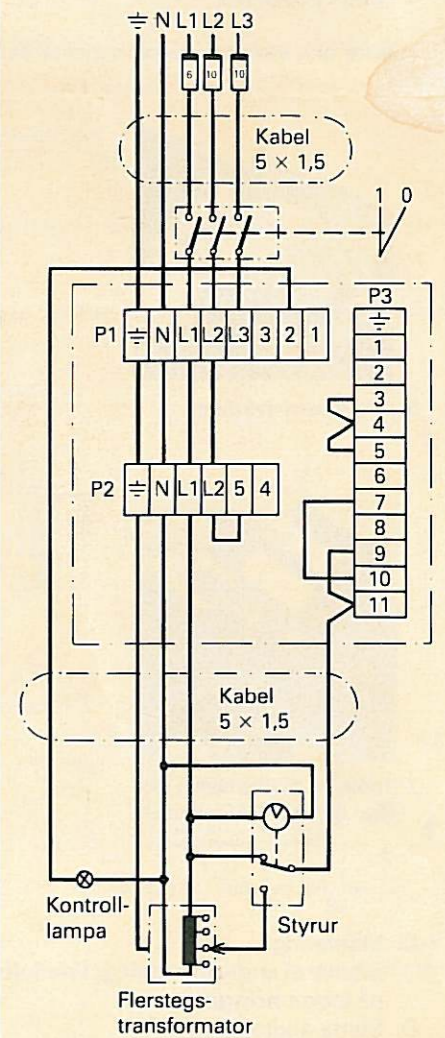 ⏚ N L1 L2 L3
6 10 10
Kabel
5 × 1,5
1 0
P3
P1 ⏚ N L1 L2 L3 3 2 1
⏚
1
2
3
4
5
6
7
8
9
10
11
P2 ⏚ N L1 L2 5 4
Kabel
5 × 1,5
Kontroll-
lampa
Styrur
Flerstegs-
transformator